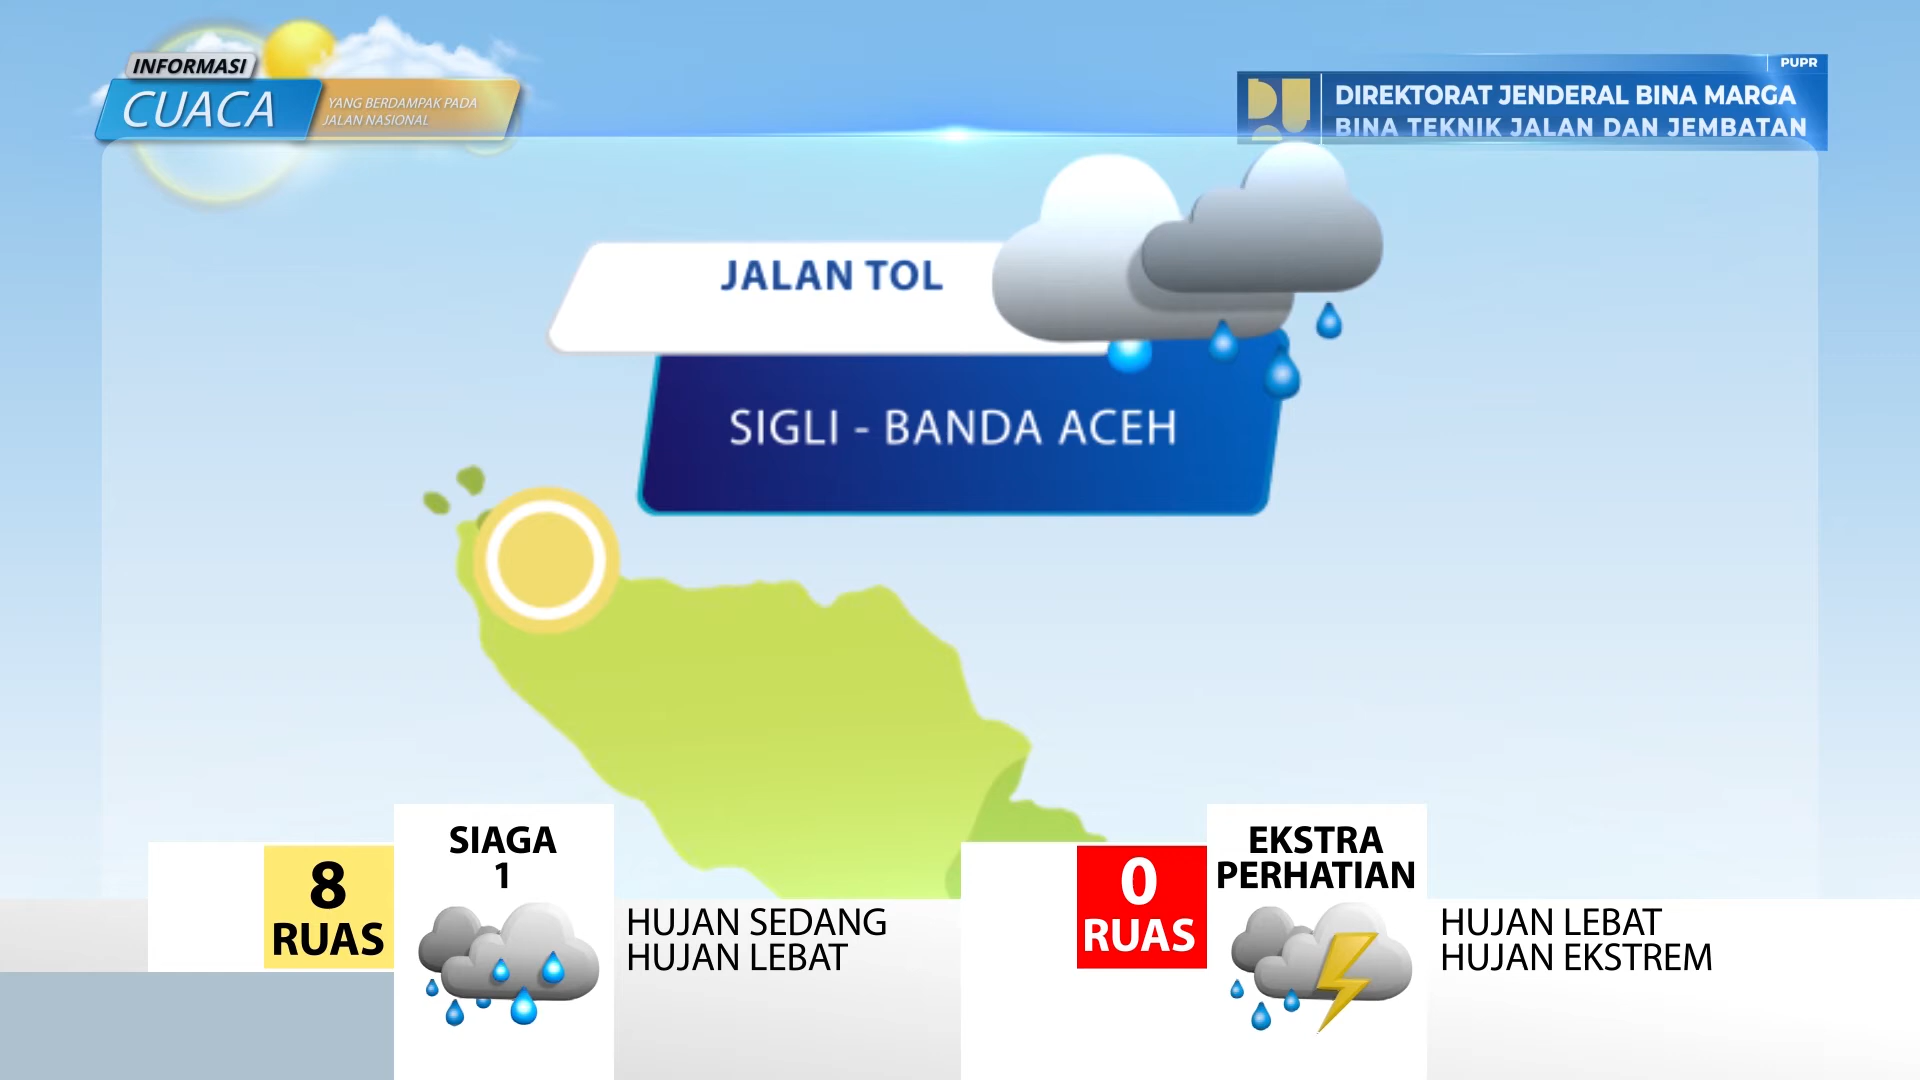 INFORMASI
CUACA
YANG BERDAMPAK PADA
JALAN NASIONAL
PUPR
DIREKTORAT JENDERAL BINA MARGA
BINA TEKNIK JALAN DAN JEMBATAN
JALAN TOL
SIGLI - BANDA ACEH
8
RUAS
SIAGA
1
HUJAN SEDANG
HUJAN LEBAT
0
RUAS
EKSTRA
PERHATIAN
HUJAN LEBAT
HUJAN EKSTREM